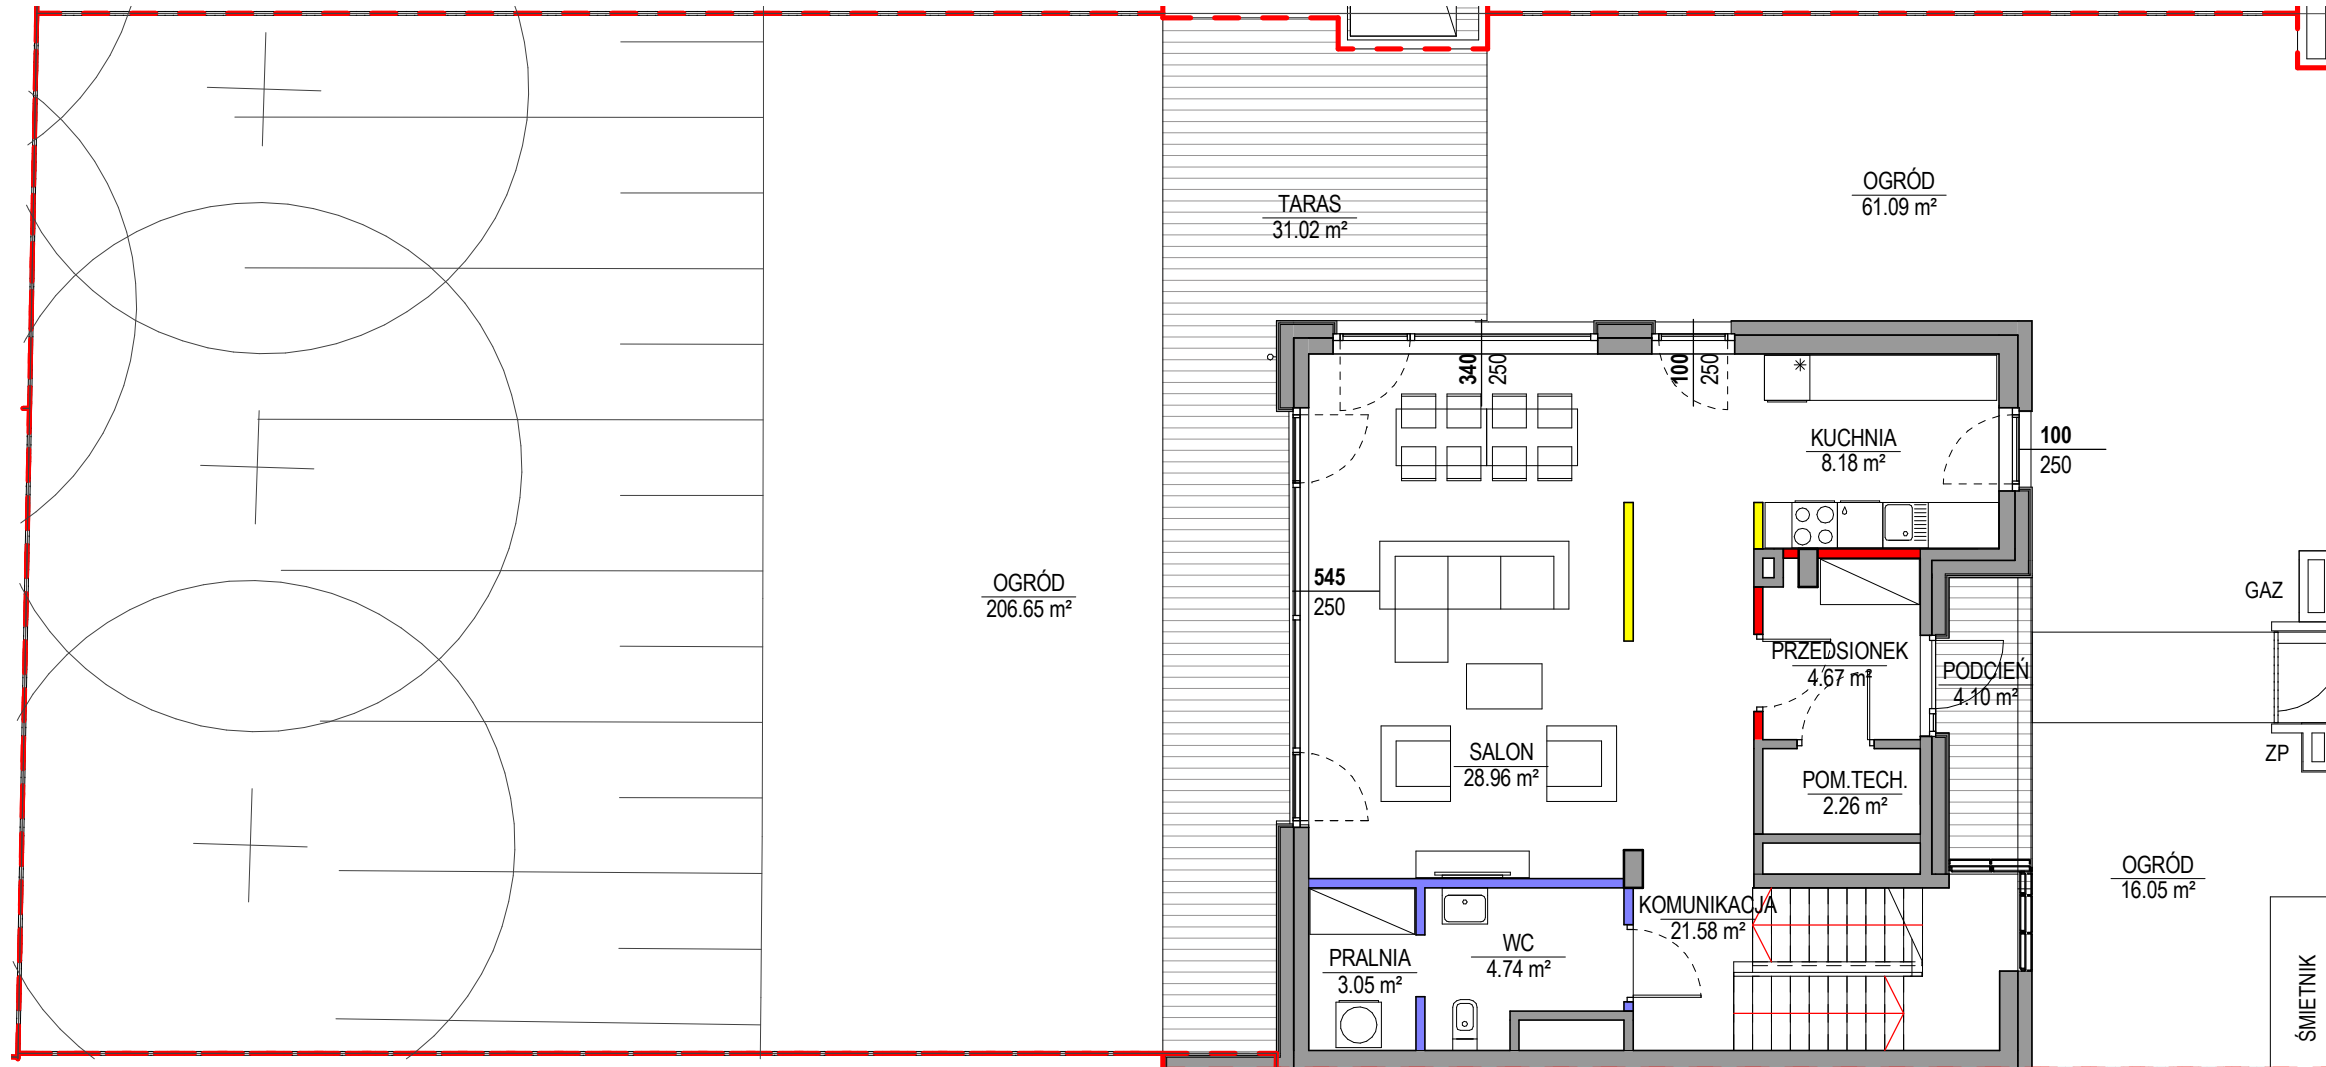 OGRÓD
61.09 m²
TARAS
31.02 m²
340
250
100
250
KUCHNIA
8.18 m²
100
250
OGRÓD
206.65 m²
545
250
GAZ
PRZEDSIONEK
4.67 m²
PODCIEŃ
4.10 m²
SALON
28.96 m²
ZP
POM.TECH.
2.26 m²
OGRÓD
16.05 m²
KOMUNIKACJA
21.58 m²
WC
4.74 m²
PRALNIA
3.05 m²
ŚMIETNIK